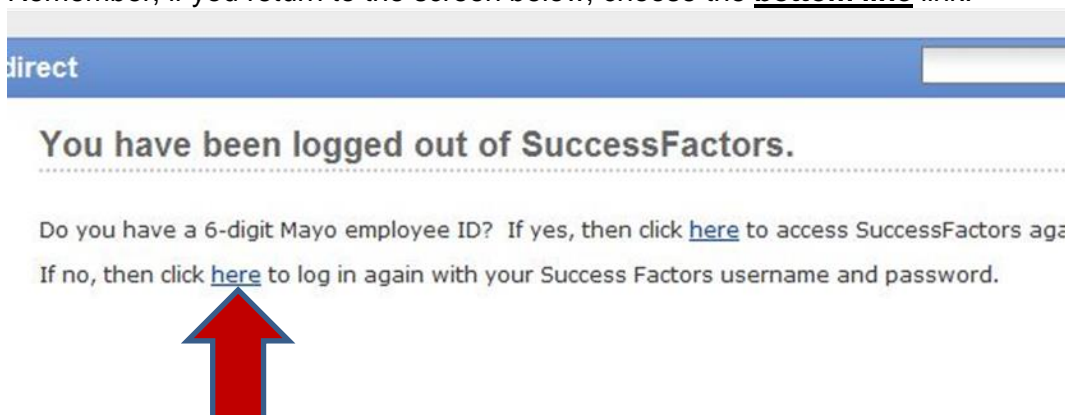 Remember, if you return to the screen below, choose the bottom line link.
direct
You have been logged out of SuccessFactors.
Do you have a 6-digit Mayo employee ID? If yes, then click here to access SuccessFactors
If no, then click here to log in again with your Success Factors username and password.